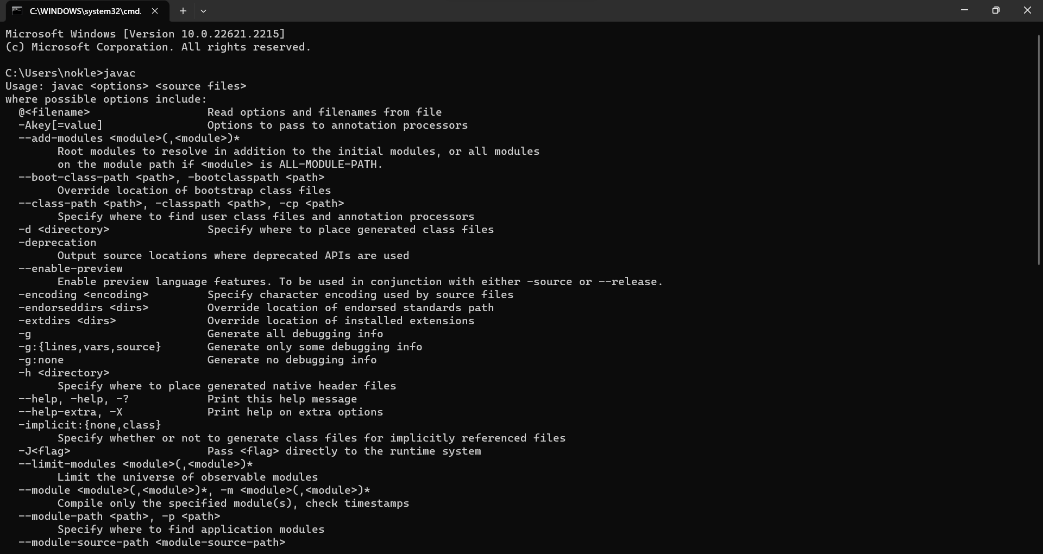 C:\WINDOWS\system32\cmd.
Microsoft Windows [Version 10.0.22621.2215]
(c) Microsoft Corporation. All rights reserved.
C:\Users\nokle>javac
Usage: javac <options> <source files>
where possible options include:
  @<filename>                  Read options and filenames from file
  -Akey[=value]                Options to pass to annotation processors
  --add-modules <module>(,<module>)*
        Root modules to resolve in addition to the initial modules, or all modules
        on the module path if <module> is ALL-MODULE-PATH.
  --boot-class-path <path>, -bootclasspath <path>
        Override location of bootstrap class files
  --class-path <path>, -classpath <path>, -cp <path>
        Specify where to find user class files and annotation processors
  -d <directory>               Specify where to place generated class files
  -deprecation
        Output source locations where deprecated APIs are used
  --enable-preview
        Enable preview language features. To be used in conjunction with either -source or --release.
  -encoding <encoding>         Specify character encoding used by source files
  -endorseddirs <dirs>         Override location of endorsed standards path
  -extdirs <dirs>              Override location of installed extensions
  -g                           Generate all debugging info
  -g:{lines,vars,source}       Generate only some debugging info
  -g:none                      Generate no debugging info
  -h <directory>
        Specify where to place generated native header files
  --help, -help, -?            Print this help message
  --help-extra, -X             Print help on extra options
  -implicit:{none,class}
        Specify whether or not to generate class files for implicitly referenced files
  -J<flag>                     Pass <flag> directly to the runtime system
  --limit-modules <module>(,<module>)*
        Limit the universe of observable modules
  --module <module>(,<module>)*, -m <module>(,<module>)*
        Compile only the specified module(s), check timestamps
  --module-path <path>, -p <path>
        Specify where to find application modules
  --module-source-path <module-source-path>